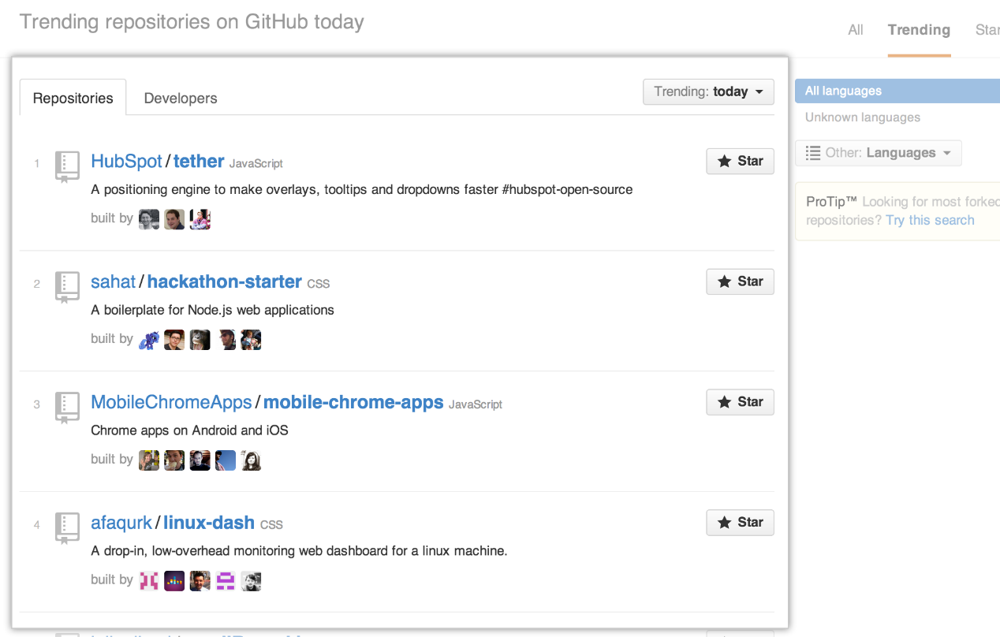 Trending repositories on GitHub today
All Trending
Repositories Developers
Trending: today
All languages
Unknown languages
Other: Languages
ProTip™ Looking for most forked
repositories? Try this search
1 HubSpot/tether JavaScript
Star
A positioning engine to make overlays, tooltips and dropdowns faster #hubspot-open-source
built by
2 sahat/hackathon-starter CSS
Star
A boilerplate for Node.js web applications
built by
3 MobileChromeApps/mobile-chrome-apps JavaScript
Star
Chrome apps on Android and iOS
built by
4 afaqurk/linux-dash CSS
Star
A drop-in, low-overhead monitoring web dashboard for a linux machine.
built by